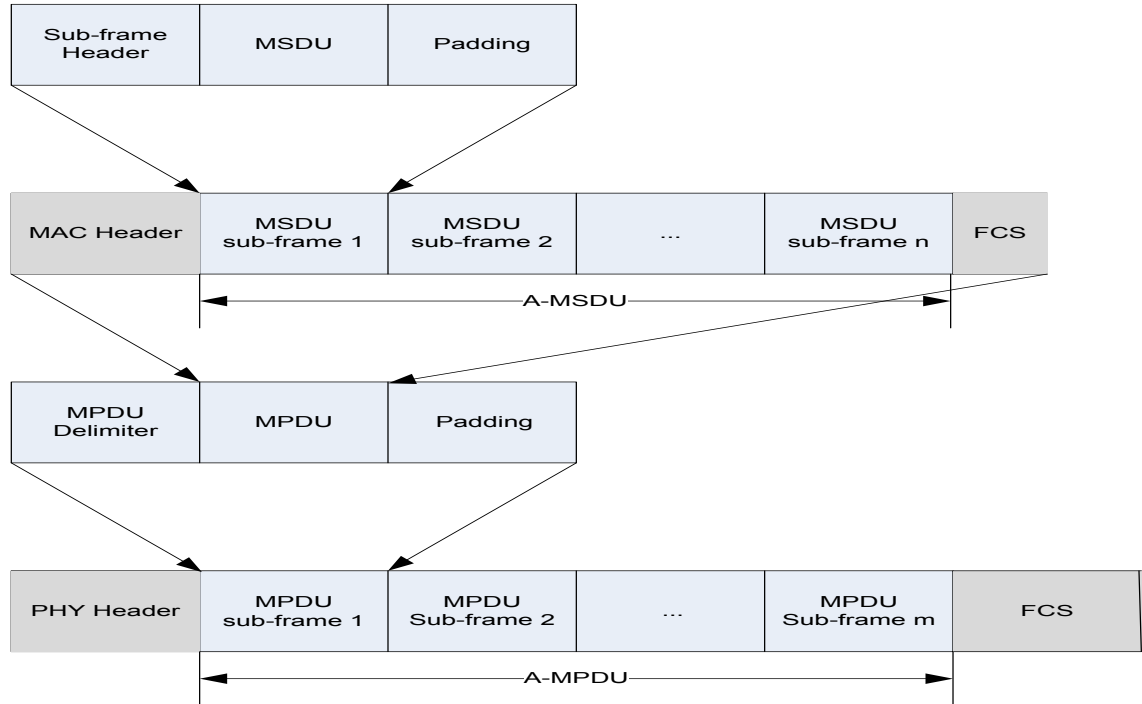 Sub-frame
Header
MSDU
Padding
MAC Header
MSDU
sub-frame 1
MSDU
sub-frame 2
...
MSDU
sub-frame n
FCS
A-MSDU
MPDU
Delimiter
MPDU
Padding
PHY Header
MPDU
sub-frame 1
MPDU
Sub-frame 2
...
MPDU
Sub-frame m
FCS
A-MPDU